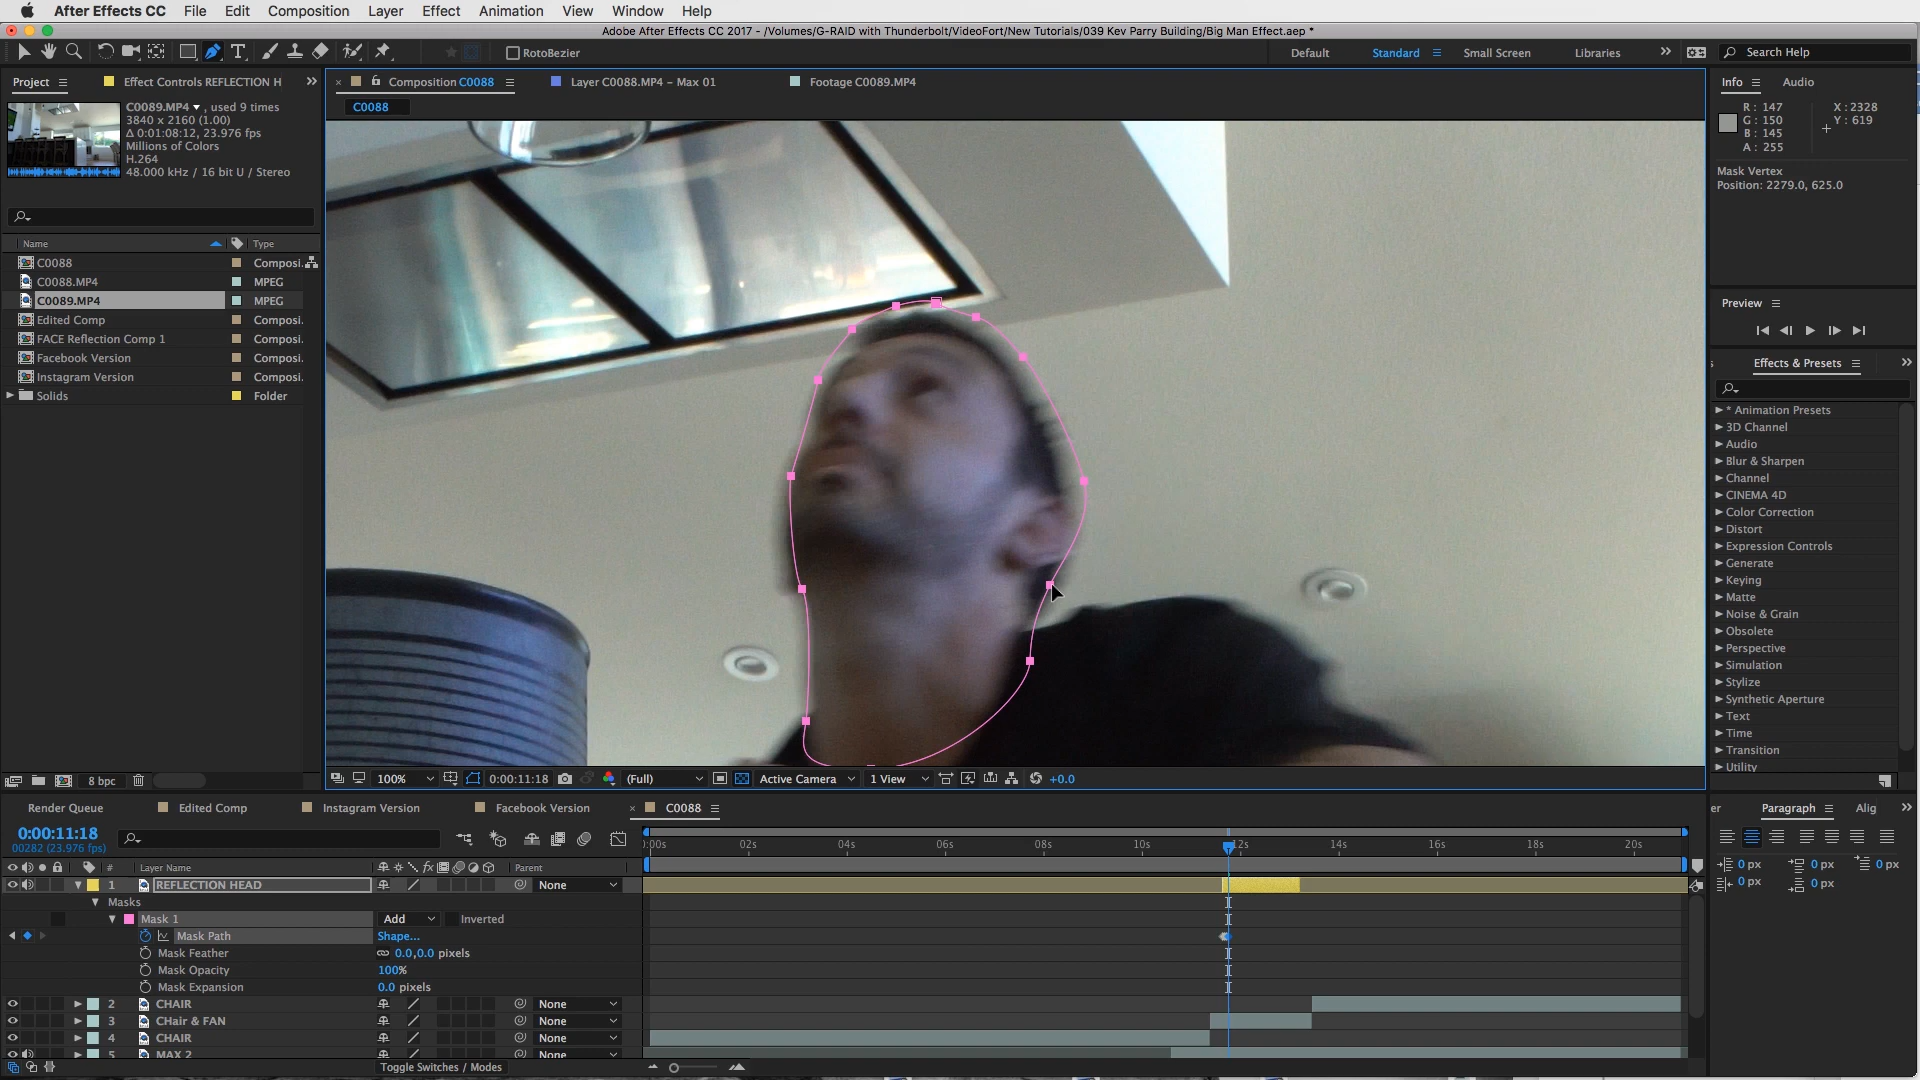 After Effects CC File Edit Composition Layer Effect Animation View Window Help
Adobe After Effects CC 2017 - /Volumes/G-RAID with Thunderbolt/VideoFort/New Tutorials/039 Kev Parry Building/Big Man Effect.aep *
RotoBezier Default Standard Small Screen Libraries Search Help
Project Effect Controls REFLECTION H Composition C0088 Layer C0088.MP4 – Max 01 Footage C0089.MP4 Info Audio
C0089.MP4 , used 9 times
3840 x 2160 (1.00)
Δ 0:01:08:12, 23.976 fps
Millions of Colors
H.264
48.000 kHz / 16 bit U / Stereo
C0088
R : 147
G : 150
B : 145
A : 255
X : 2328
Y : 619
Mask Vertex
Position: 2279.0, 625.0
Name Type
C0088 Composi.
C0088.MP4 MPEG
C0089.MP4 MPEG
Edited Comp Composi.
FACE Reflection Comp 1 Composi.
Facebook Version Composi.
Instagram Version Composi.
Solids Folder
Preview
Effects & Presets
* Animation Presets
3D Channel
Audio
Blur & Sharpen
Channel
CINEMA 4D
Color Correction
Distort
Expression Controls
Generate
Keying
Matte
Noise & Grain
Obsolete
Perspective
Simulation
Stylize
Synthetic Aperture
Text
Time
Transition
Utility
8 bpc
100% 0:00:11:18 (Full) Active Camera 1 View +0.0
Render Queue Edited Comp Instagram Version Facebook Version C0088
0:00:11:18
00282 (23.976 fps)
# Layer Name Parent
:00s 02s 04s 06s 08s 10s 12s 14s 16s 18s 20s
1 REFLECTION HEAD None
Masks
Mask 1 Add Inverted
Mask Path Shape...
Mask Feather 0.0,0.0 pixels
Mask Opacity 100%
Mask Expansion 0.0 pixels
2 CHAIR None
3 CHair & FAN None
4 CHAIR None
5 MAX 2 None
Toggle Switches / Modes
er Paragraph Alig
0 px 0 px 0 px
0 px 0 px